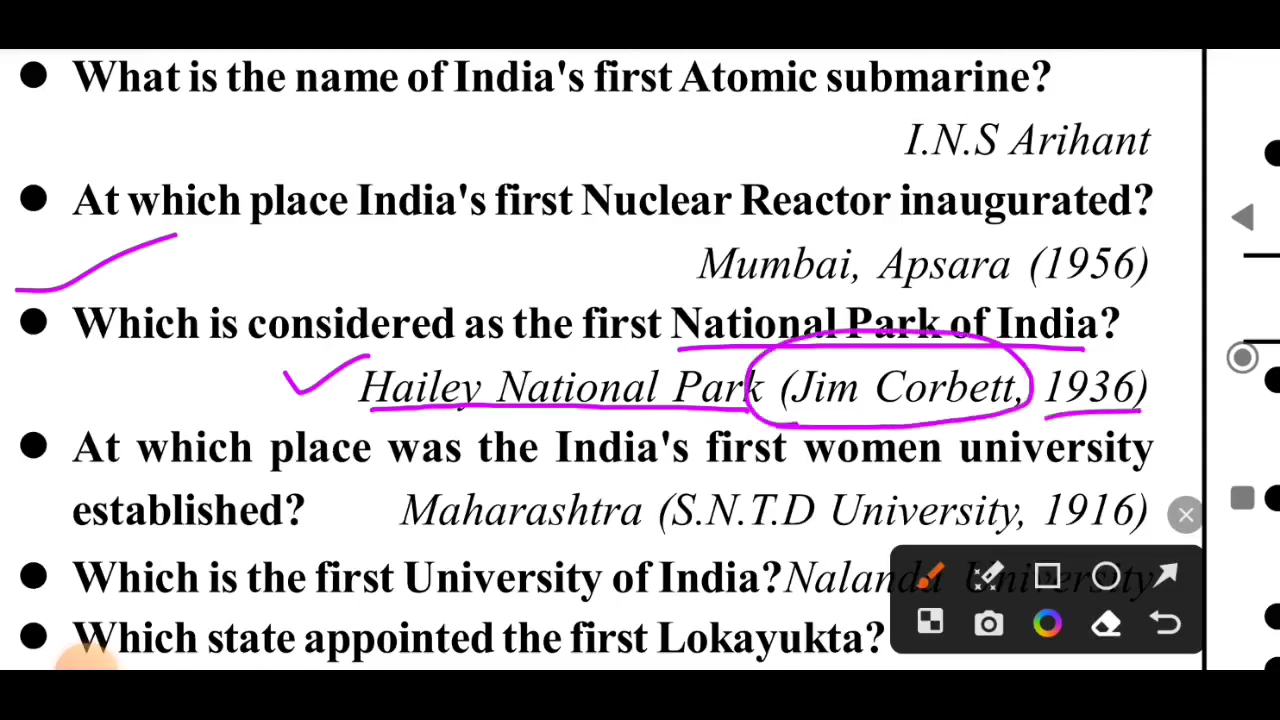 ● What is the name of India's first Atomic submarine?
I.N.S Arihant
● At which place India's first Nuclear Reactor inaugurated?
Mumbai, Apsara (1956)
● Which is considered as the first National Park of India?
Hailey National Park (Jim Corbett, 1936)
● At which place was the India's first women university
established? Maharashtra (S.N.T.D University, 1916)
● Which is the first University of India? Nalanda University
● Which state appointed the first Lokayukta?